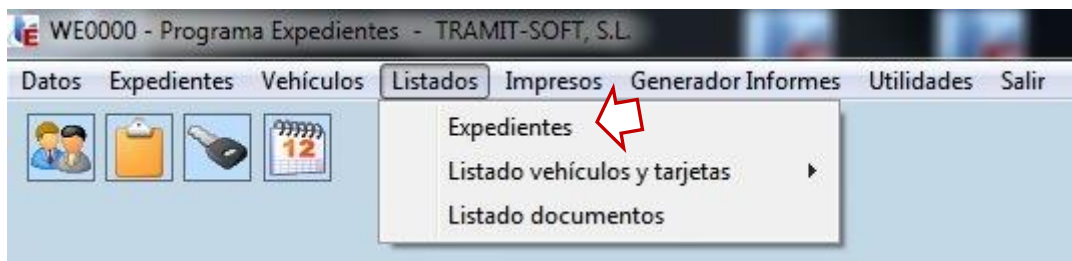 WE0000 - Programa Expedientes - TRAMIT-SOFT, S.L.
Datos Expedientes Vehículos Listados Impresos Generador Informes Utilidades Salir
12
Expedientes
Listado vehículos y tarjetas
Listado documentos